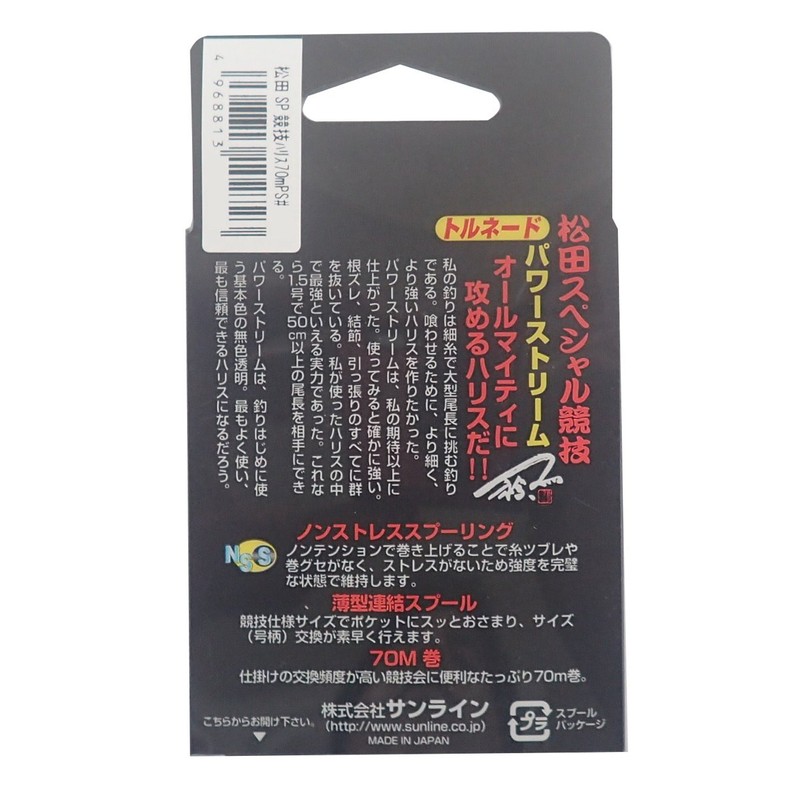 松田 SP 競技ハリス70mPS#
4 968813
松田スペシャル競技
トルネード
パワーストリーム
オールマイティに
攻めるハリスだ!!
私の釣りは細糸で大型尾長に挑む釣り
である。喰わせるために、より細く、
より強いハリスを作りたかった。
パワーストリームは、私の期待以上に
仕上がった。使ってみると確かに強い。
根ズレ、結節、引っ張りのすべてに群
を抜いている。私が使ったハリスの中
で最強といえる実力であった。これな
ら1.5号で50cm以上の尾長を相手にでき
る。
パワーストリームは、釣りはじめに使
う基本色の無色透明。最もよく使い、
最も信頼できるハリスになるだろう。
NSS
ノンストレススプーリング
ノンテンションで巻き上げることで糸ツブレや
巻グセがなく、ストレスがないため強度を完璧
な状態で維持します。
薄型連結スプール
競技仕様サイズでポケットにスッとおさまり、サイズ
(号柄)交換が素早く行えます。
70M 巻
仕掛けの交換頻度が高い競技会に便利なたっぷり70m巻。
こちらからお開け下さい。
株式会社サンライン
(http://www.sunline.co.jp)
MADE IN JAPAN
プラ
スプール
パッケージ